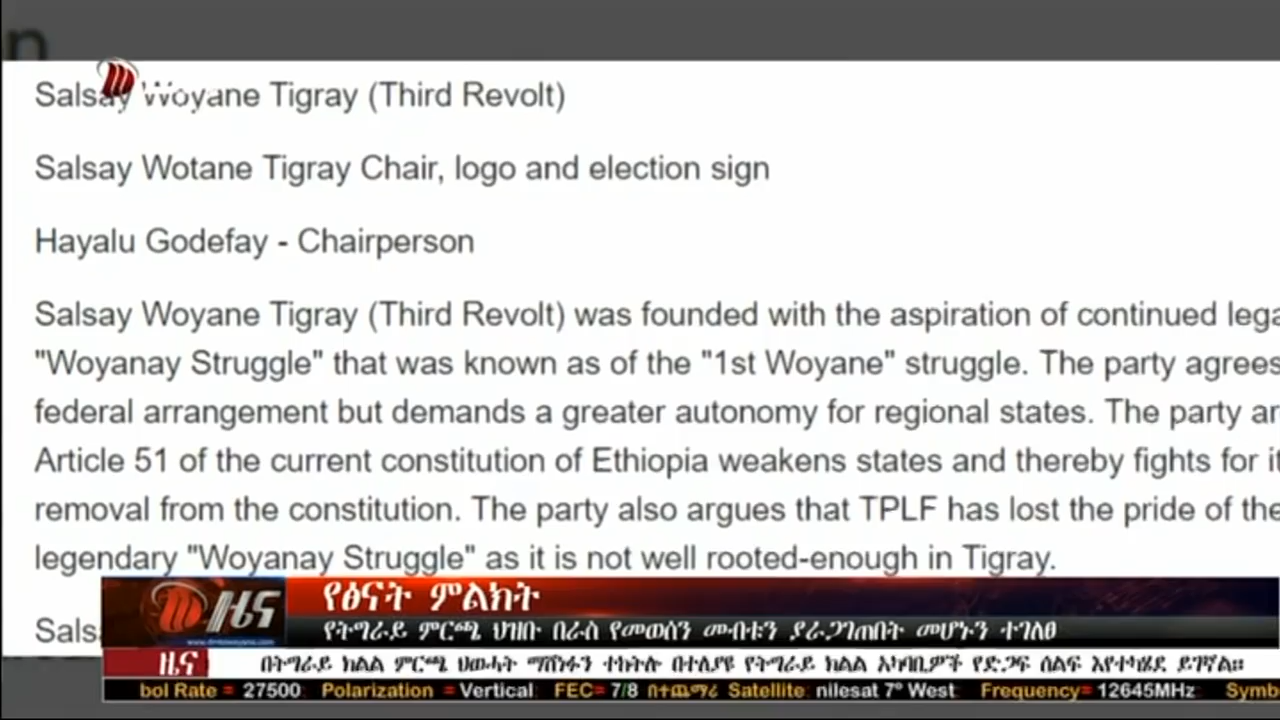 n
Salsay Woyane Tigray (Third Revolt)
Salsay Wotane Tigray Chair, logo and election sign
Hayalu Godefay - Chairperson
Salsay Woyane Tigray (Third Revolt) was founded with the aspiration of continued lega
"Woyanay Struggle" that was known as of the "1st Woyane" struggle. The party agrees
federal arrangement but demands a greater autonomy for regional states. The party ar
Article 51 of the current constitution of Ethiopia weakens states and thereby fights for it
removal from the constitution. The party also argues that TPLF has lost the pride of the
legendary "Woyanay Struggle" as it is not well rooted-enough in Tigray.
Salsa
ዜና
የፅናት ምልክት
የትግራይ ምርጫ ህዝቡ በራስ የመወሰን መብቱን ያራጋገጠበት መሆኑን ተገለፀ
ዜና
በትግራይ ክልል ምርጫ ህወሓት ማሸነፉን ተከትሎ በተለያዩ የትግራይ ክልል አካባቢዎች የድጋፍ ሰልፍ እየተካሄደ ይገኛል።
bol Rate = 27500 Polarization = Vertical FEC= 7/8 በተጨማሪ Satellite: nilesat 7° West Frequency= 12645MHz Symb